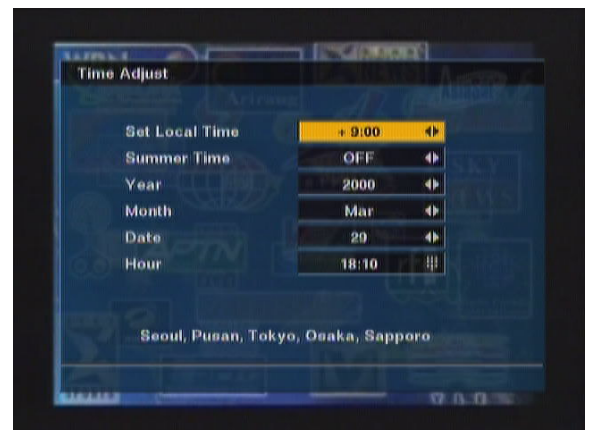 Time Adjust
Set Local Time + 9:00
Summer Time OFF
Year 2000
Month Mar
Date 29
Hour 18:10
Seoul, Pusan, Tokyo, Osaka, Sapporo